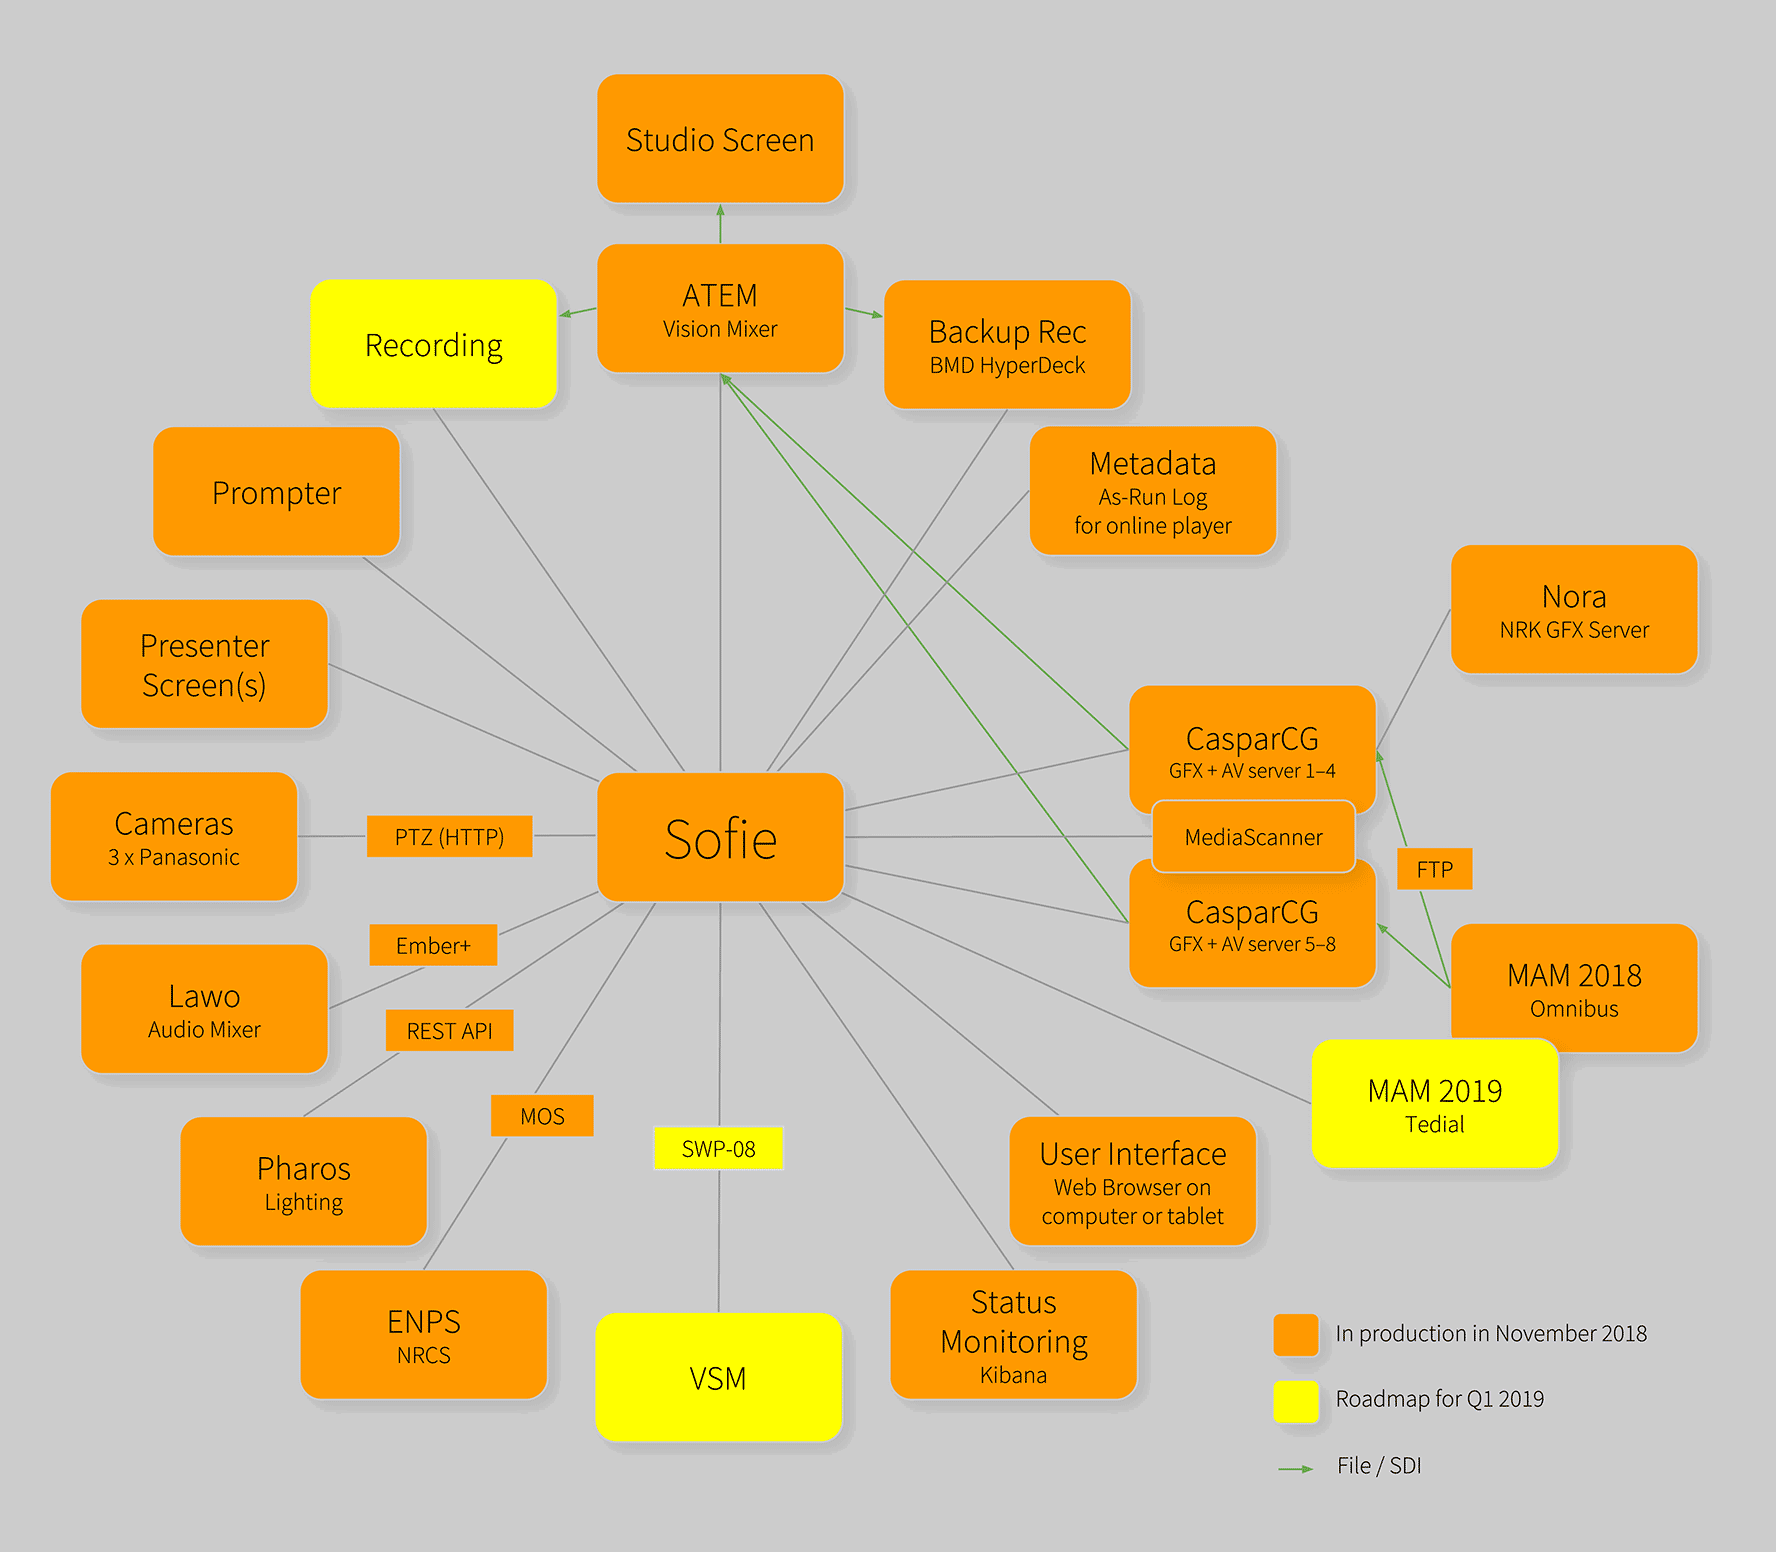 Studio Screen
ATEM
Vision Mixer
Recording
Backup Rec
BMD HyperDeck
Prompter
Metadata
As-Run Log
for online player
Presenter
Screen(s)
Nora
NRK GFX Server
CasparCG
GFX + AV server 1–4
Cameras
3 x Panasonic
PTZ (HTTP)
Sofie
MediaScanner
FTP
CasparCG
GFX + AV server 5–8
Ember+
Lawo
Audio Mixer
REST API
MAM 2018
Omnibus
MAM 2019
Tedial
MOS
SWP-08
Pharos
Lighting
User Interface
Web Browser on
computer or tablet
ENPS
NRCS
VSM
Status
Monitoring
Kibana
In production in November 2018
Roadmap for Q1 2019
File / SDI